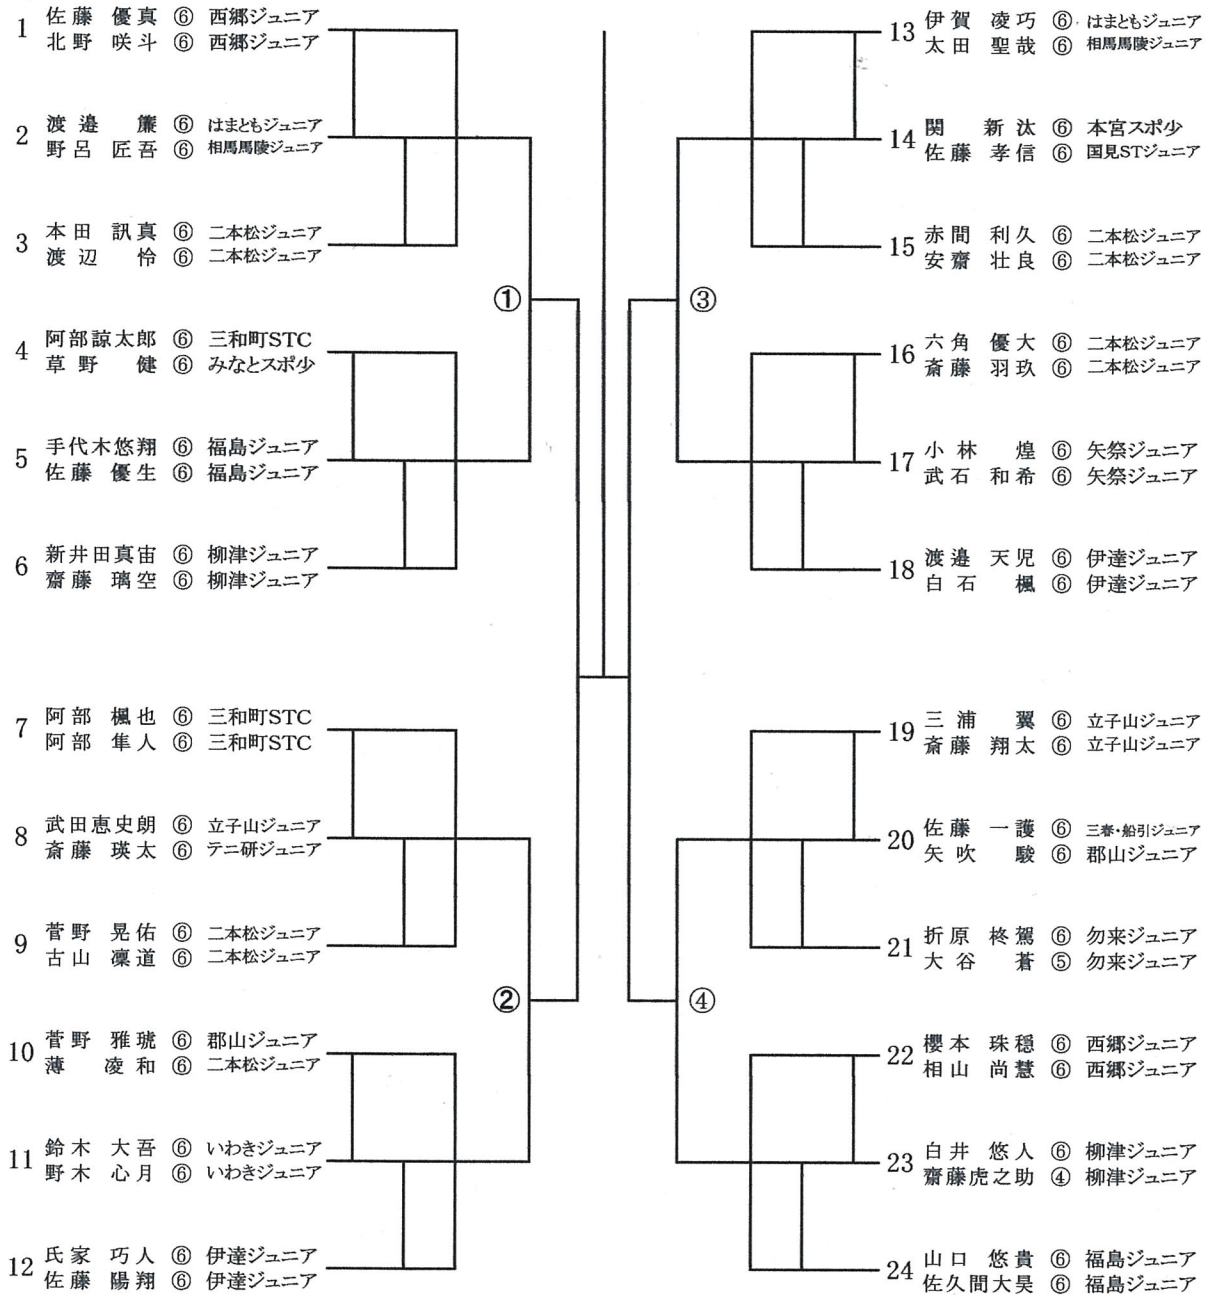 1
佐藤 優真 ⑥ 西郷ジュニア
北野 咲斗 ⑥ 西郷ジュニア
2
渡邉 簾 ⑥ はまともジュニア
野呂 匠吾 ⑥ 相馬馬陵ジュニア
3
本田 訊真 ⑥ 二本松ジュニア
渡辺 怜 ⑥ 二本松ジュニア
①
4
阿部諒太郎 ⑥ 三和町STC
草野 健 ⑥ みなとスポ少
5
手代木悠翔 ⑥ 福島ジュニア
佐藤 優生 ⑥ 福島ジュニア
6
新井田真宙 ⑥ 柳津ジュニア
齋藤 璃空 ⑥ 柳津ジュニア
7
阿部 楓也 ⑥ 三和町STC
阿部 隼人 ⑥ 三和町STC
8
武田恵史朗 ⑥ 立子山ジュニア
斎藤 瑛太 ⑥ テニ研ジュニア
9
菅野 晃佑 ⑥ 二本松ジュニア
古山 凛道 ⑥ 二本松ジュニア
②
10
菅野 雅琥 ⑥ 郡山ジュニア
薄 凌和 ⑥ 二本松ジュニア
11
鈴木 大吾 ⑥ いわきジュニア
野木 心月 ⑥ いわきジュニア
12
氏家 巧人 ⑥ 伊達ジュニア
佐藤 陽翔 ⑥ 伊達ジュニア
13
伊賀 凌巧 ⑥ はまともジュニア
太田 聖哉 ⑥ 相馬馬陵ジュニア
14
関 新汰 ⑥ 本宮スポ少
佐藤 孝信 ⑥ 国見STジュニア
15
赤間 利久 ⑥ 二本松ジュニア
安齋 壮良 ⑥ 二本松ジュニア
③
16
六角 優大 ⑥ 二本松ジュニア
斎藤 羽玖 ⑥ 二本松ジュニア
17
小林 煌 ⑥ 矢祭ジュニア
武石 和希 ⑥ 矢祭ジュニア
18
渡邉 天児 ⑥ 伊達ジュニア
白石 楓 ⑥ 伊達ジュニア
19
三浦 翼 ⑥ 立子山ジュニア
斎藤 翔太 ⑥ 立子山ジュニア
20
佐藤 一護 ⑥ 三春・船引ジュニア
矢吹 駿 ⑥ 郡山ジュニア
21
折原 柊駕 ⑥ 勿来ジュニア
大谷 蒼 ⑤ 勿来ジュニア
④
22
櫻本 珠穏 ⑥ 西郷ジュニア
相山 尚慧 ⑥ 西郷ジュニア
23
白井 悠人 ⑥ 柳津ジュニア
齋藤虎之助 ④ 柳津ジュニア
24
山口 悠貴 ⑥ 福島ジュニア
佐久間大昊 ⑥ 福島ジュニア